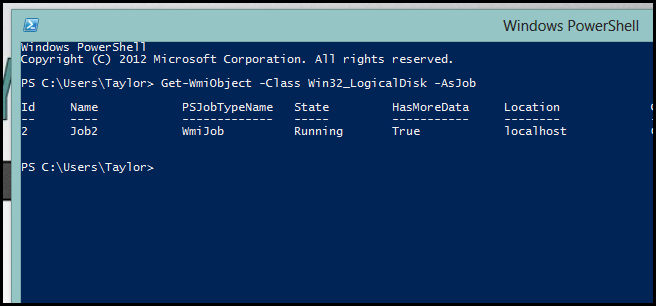 Windows PowerShell
Windows PowerShell
Copyright (C) 2012 Microsoft Corporation. All rights reserved.
PS C:\Users\Taylor> Get-WmiObject -Class Win32_LogicalDisk -AsJob
Id Name PSJobTypeName State HasMoreData Location
-- ---- ------------- ----- ----------- --------
2 Job2 WmiJob Running True localhost
PS C:\Users\Taylor>